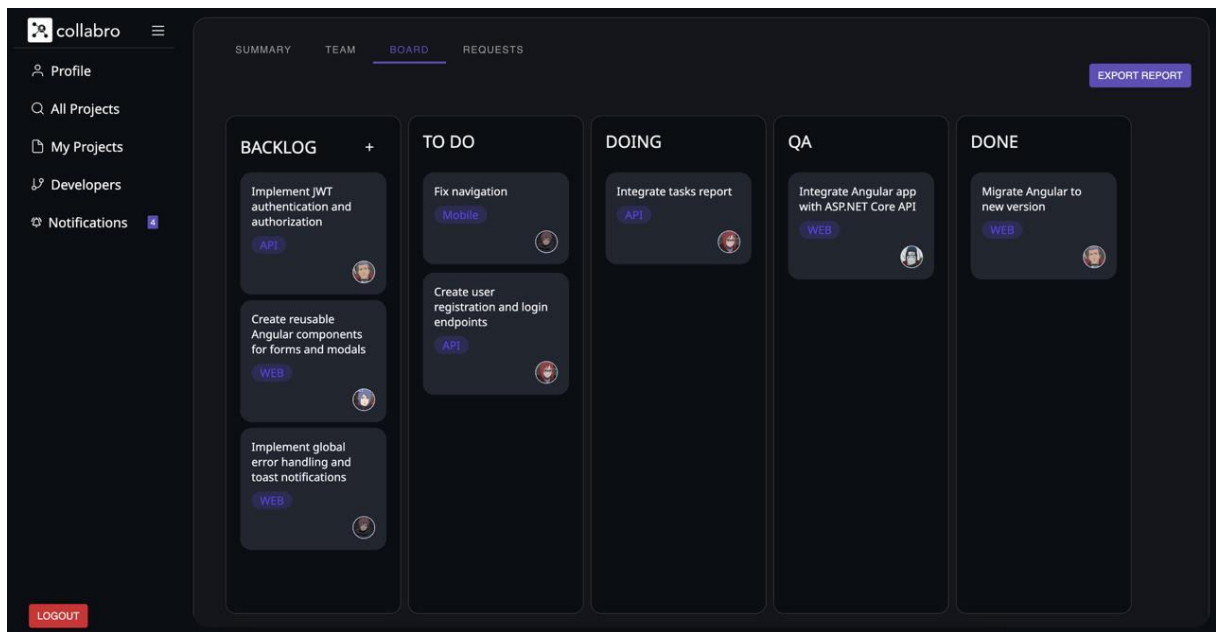 collabro
Profile
All Projects
My Projects
Developers
Notifications 4
LOGOUT
SUMMARY TEAM BOARD REQUESTS
EXPORT REPORT
BACKLOG +
Implement JWT
authentication and
authorization
API
Create reusable
Angular components
for forms and modals
WEB
Implement global
error handling and
toast notifications
WEB
TO DO
Fix navigation
Mobile
Create user
registration and login
endpoints
API
DOING
Integrate tasks report
API
QA
Integrate Angular app
with ASP.NET Core API
WEB
DONE
Migrate Angular to
new version
WEB